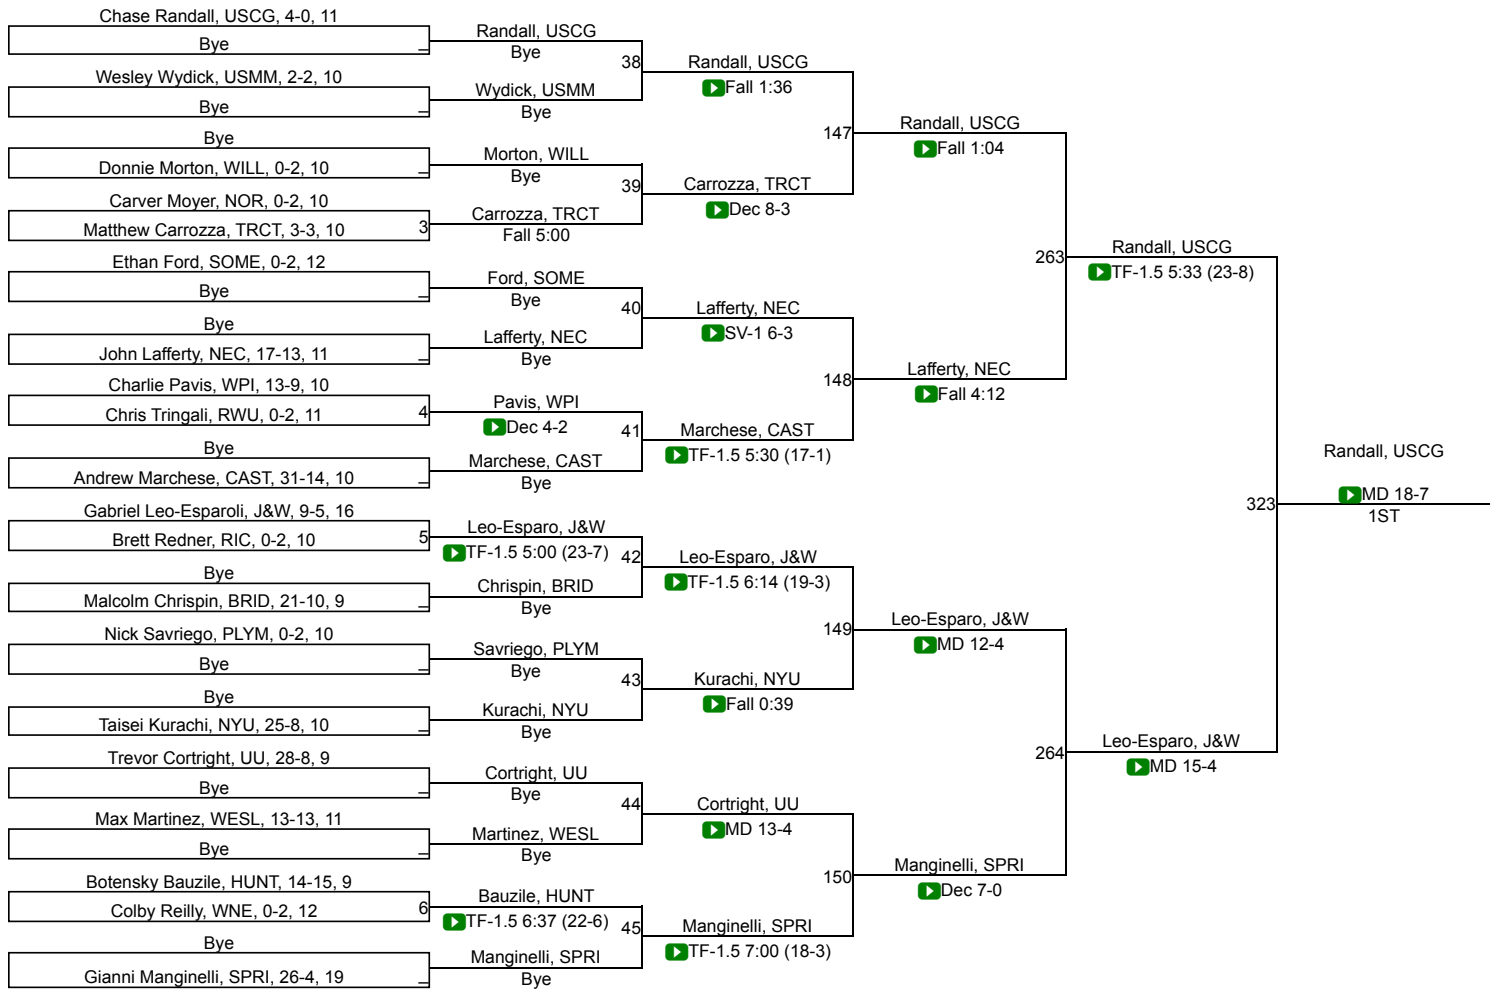 Chase Randall, USCG, 4-0, 11
Bye
Wesley Wydick, USMM, 2-2, 10
Bye
Bye
Donnie Morton, WILL, 0-2, 10
Carver Moyer, NOR, 0-2, 10
Matthew Carrozza, TRCT, 3-3, 10
3
Ethan Ford, SOME, 0-2, 12
Bye
Bye
John Lafferty, NEC, 17-13, 11
Charlie Pavis, WPI, 13-9, 10
Chris Tringali, RWU, 0-2, 11
4
Bye
Andrew Marchese, CAST, 31-14, 10
Gabriel Leo-Esparoli, J&W, 9-5, 16
Brett Redner, RIC, 0-2, 10
5
Bye
Malcolm Chrispin, BRID, 21-10, 9
Nick Savriego, PLYM, 0-2, 10
Bye
Bye
Taisei Kurachi, NYU, 25-8, 10
Trevor Cortright, UU, 28-8, 9
Bye
Max Martinez, WESL, 13-13, 11
Bye
Botensky Bauzile, HUNT, 14-15, 9
Colby Reilly, WNE, 0-2, 12
6
Bye
Gianni Manginelli, SPRI, 26-4, 19
Randall, USCG
Bye
38
Wydick, USMM
Bye
Morton, WILL
Bye
39
Carrozza, TRCT
Fall 5:00
Ford, SOME
Bye
40
Lafferty, NEC
Bye
Pavis, WPI
Dec 4-2
41
Marchese, CAST
Bye
Leo-Esparo, J&W
TF-1.5 5:00 (23-7)
42
Chrispin, BRID
Bye
Savriego, PLYM
Bye
43
Kurachi, NYU
Bye
Cortright, UU
Bye
44
Martinez, WESL
Bye
Bauzile, HUNT
TF-1.5 6:37 (22-6)
45
Manginelli, SPRI
Bye
Randall, USCG
Fall 1:36
147
Carrozza, TRCT
Dec 8-3
Lafferty, NEC
SV-1 6-3
148
Marchese, CAST
TF-1.5 5:30 (17-1)
Leo-Esparo, J&W
TF-1.5 6:14 (19-3)
149
Kurachi, NYU
Fall 0:39
Cortright, UU
MD 13-4
150
Manginelli, SPRI
TF-1.5 7:00 (18-3)
Randall, USCG
Fall 1:04
263
Lafferty, NEC
Fall 4:12
Leo-Esparo, J&W
MD 12-4
264
Manginelli, SPRI
Dec 7-0
Randall, USCG
TF-1.5 5:33 (23-8)
323
Leo-Esparo, J&W
MD 15-4
Randall, USCG
MD 18-7
1ST